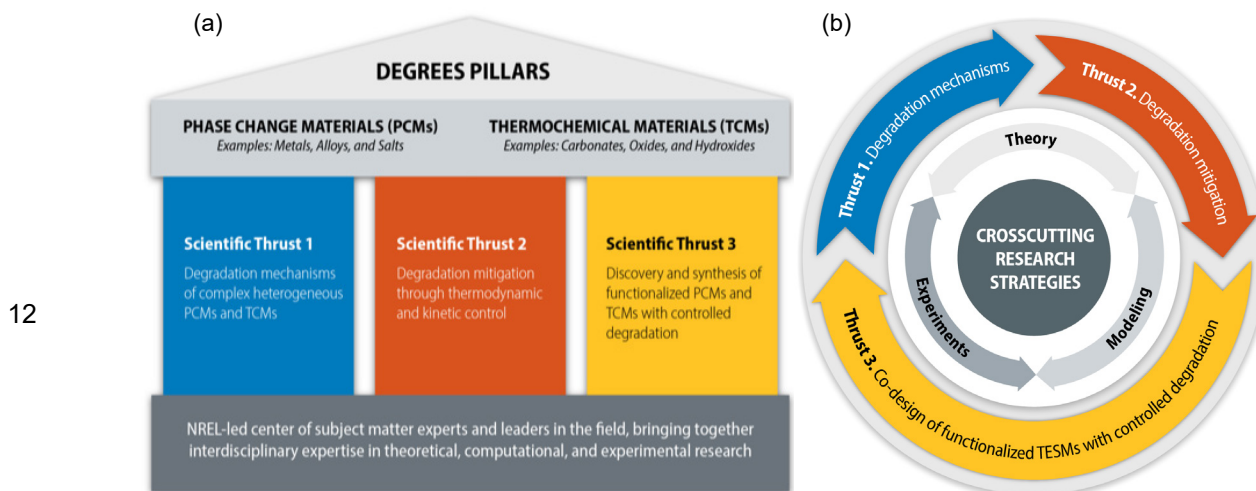 (a)
DEGREES PILLARS
PHASE CHANGE MATERIALS (PCMs)
Examples: Metals, Alloys, and Salts
THERMOCHEMICAL MATERIALS (TCMs)
Examples: Carbonates, Oxides, and Hydroxides
Scientific Thrust 1
Degradation mechanisms
of complex heterogeneous
PCMs and TCMs
Scientific Thrust 2
Degradation mitigation
through thermodynamic
and kinetic control
Scientific Thrust 3
Discovery and synthesis of
functionalized PCMs and
TCMs with controlled
degradation
12
NREL-led center of subject matter experts and leaders in the field, bringing together
interdisciplinary expertise in theoretical, computational, and experimental research
(b)
Thrust 1. Degradation mechanisms
Thrust 2. Degradation mitigation
Thrust 3. Co-design of functionalized TESMs with controlled degradation
Theory
Modeling
Experiments
CROSSCUTTING
RESEARCH
STRATEGIES